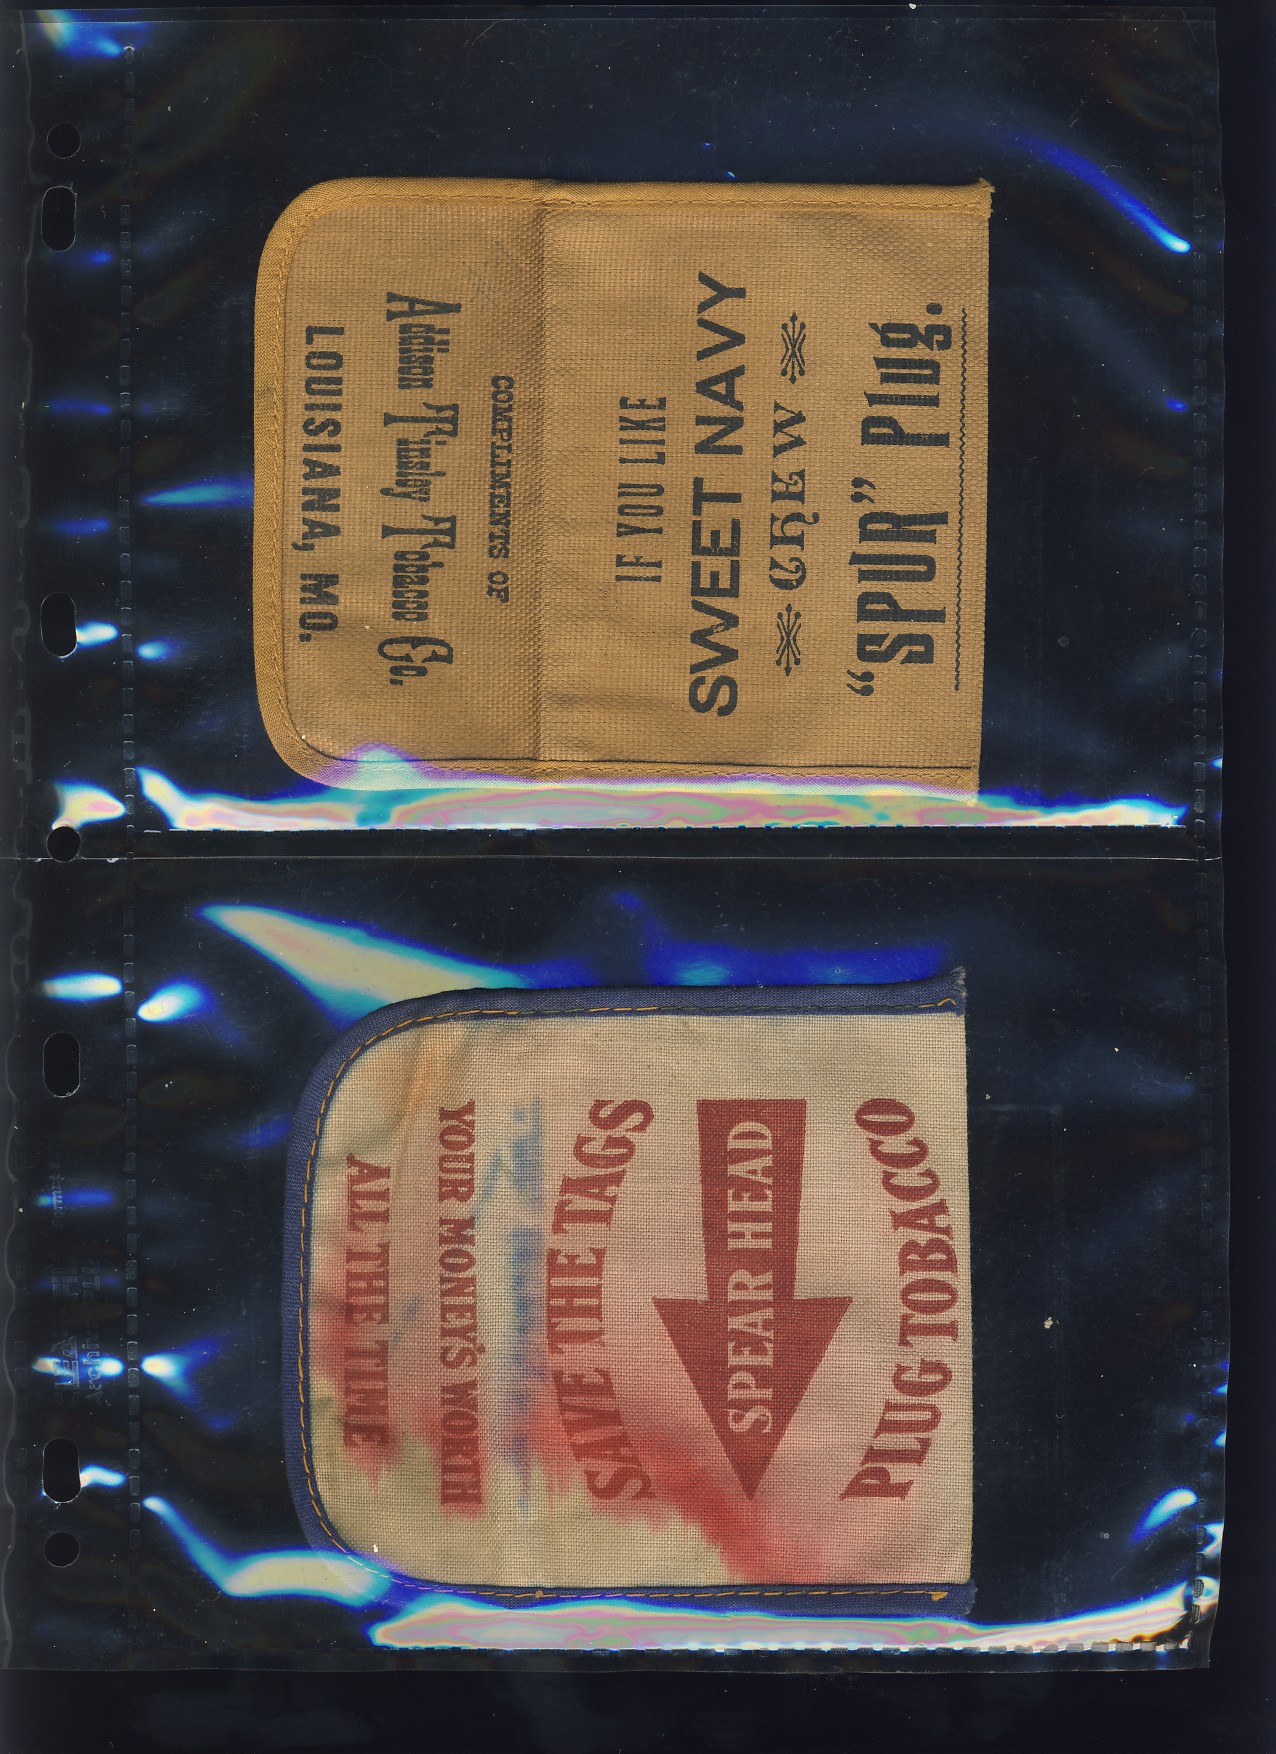 COMPLIMENTS OF
Addison Tinsley Tobacco Co,
LOUISIANA, MO.
IF YOU LIKE
SWEET NAVY
CHEW
"SPUR" Plug.
SAVE THE TAGS
YOUR MONEY'S WORTH
ALL THE TIME
SPEAR HEAD
PLUG TOBACCO